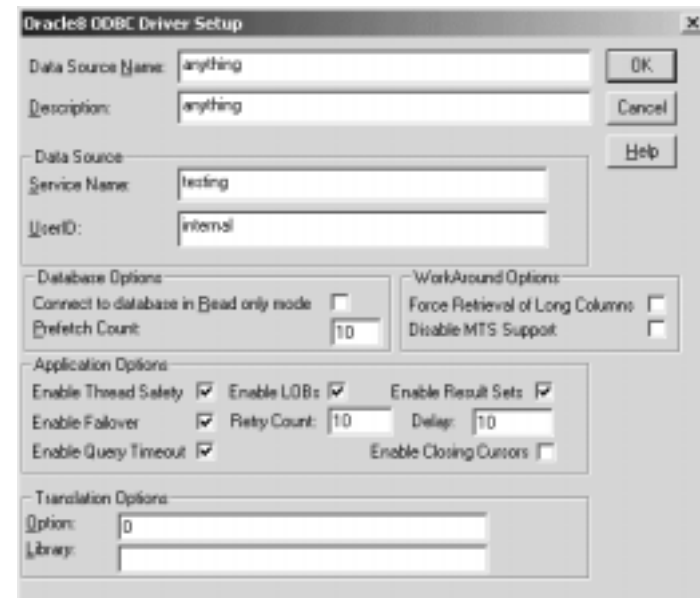 Oracle8 ODBC Driver Setup
Data Source Name: anything
OK
Description: anything
Cancel
Help
Data Source
Service Name: testing
UserID: internal
Database Options
Connect to database in Read only mode
Prefetch Count: 10
WorkAround Options
Force Retrieval of Long Columns
Disable MTS Support
Application Options
Enable Thread Safety Enable LOBs Enable Result Sets
Enable Failover Retry Count: 10 Delay: 10
Enable Query Timeout Enable Closing Cursors
Translation Options
Option: 0
Library: